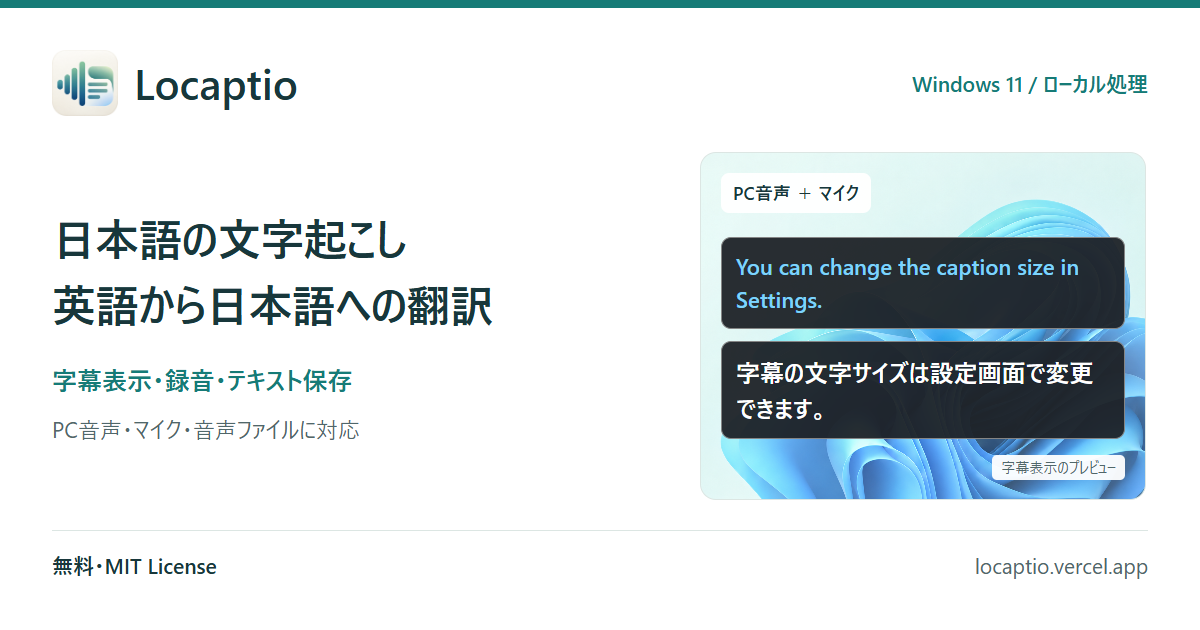 Locaptio
Windows 11 / ローカル処理
日本語の文字起こし
英語から日本語への翻訳
字幕表示・録音・テキスト保存
PC音声・マイク・音声ファイルに対応
PC音声 ＋ マイク
You can change the caption size in
Settings.
字幕の文字サイズは設定画面で変更
できます。
字幕表示のプレビュー
無料・MIT License
locaptio.vercel.app